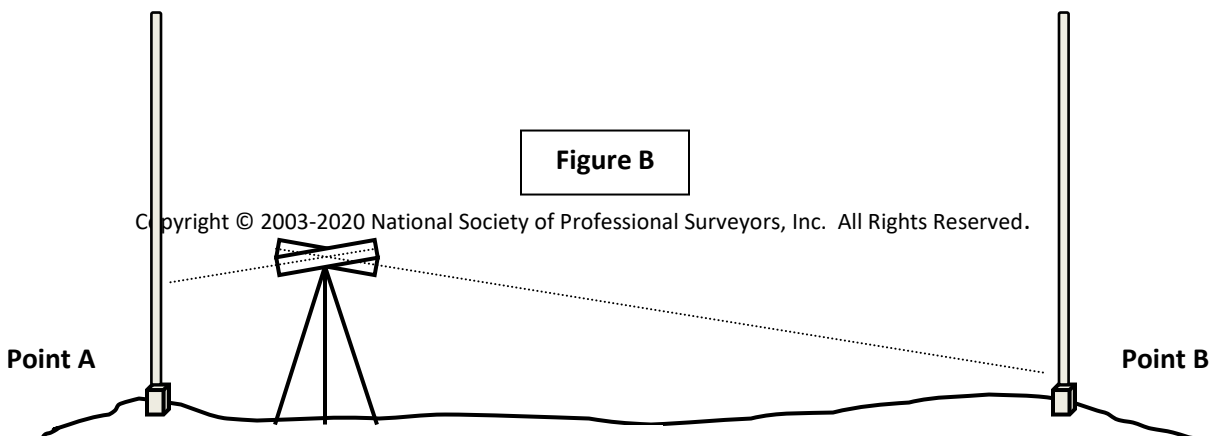 Figure B
Copyright © 2003-2020 National Society of Professional Surveyors, Inc. All Rights Reserved.
Point A
Point B